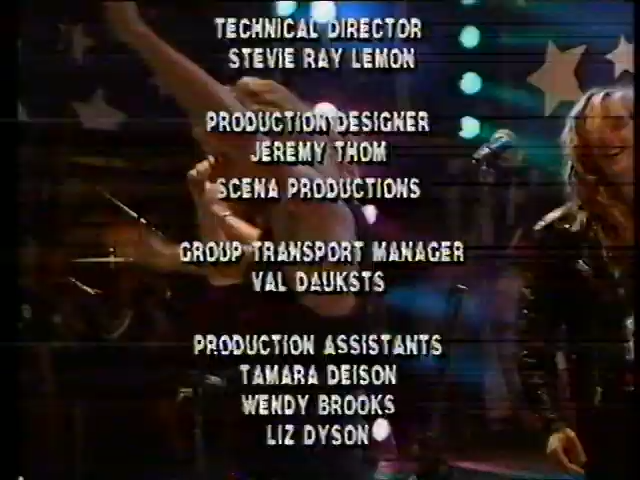 TECHNICAL DIRECTOR
STEVIE RAY LEMON
PRODUCTION DESIGNER
JEREMY THOM
SCENA PRODUCTIONS
GROUP TRANSPORT MANAGER
VAL DAUKSTS
PRODUCTION ASSISTANTS
TAMARA DEISON
WENDY BROOKS
LIZ DYSON